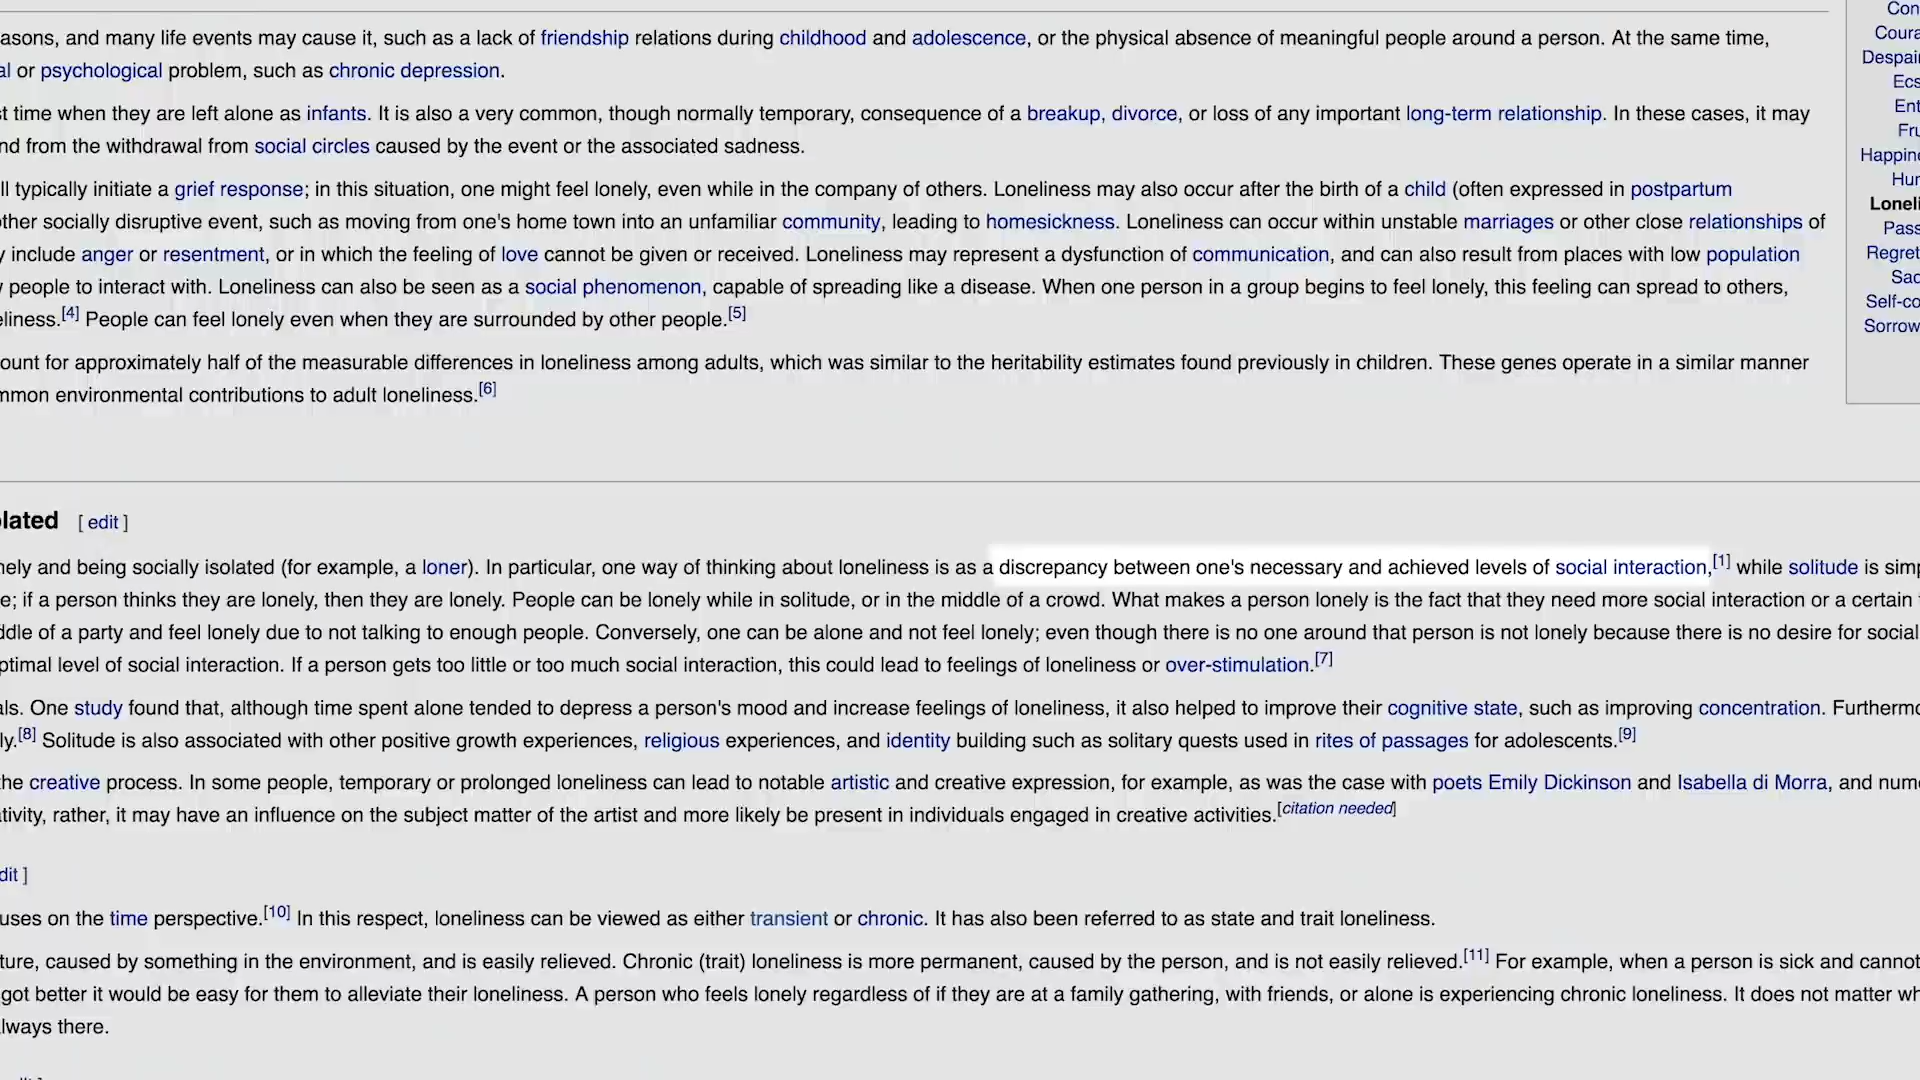 asons, and many life events may cause it, such as a lack of friendship relations during childhood and adolescence, or the physical absence of meaningful people around a person. At the same time,
al or psychological problem, such as chronic depression.
st time when they are left alone as infants. It is also a very common, though normally temporary, consequence of a breakup, divorce, or loss of any important long-term relationship. In these cases, it may
nd from the withdrawal from social circles caused by the event or the associated sadness.
ll typically initiate a grief response; in this situation, one might feel lonely, even while in the company of others. Loneliness may also occur after the birth of a child (often expressed in postpartum
other socially disruptive event, such as moving from one's home town into an unfamiliar community, leading to homesickness. Loneliness can occur within unstable marriages or other close relationships of
y include anger or resentment, or in which the feeling of love cannot be given or received. Loneliness may represent a dysfunction of communication, and can also result from places with low population
w people to interact with. Loneliness can also be seen as a social phenomenon, capable of spreading like a disease. When one person in a group begins to feel lonely, this feeling can spread to others,
eliness.[4] People can feel lonely even when they are surrounded by other people.[5]
ount for approximately half of the measurable differences in loneliness among adults, which was similar to the heritability estimates found previously in children. These genes operate in a similar manner
mmon environmental contributions to adult loneliness.[6]
Con
Coura
Despair
Ecs
Ent
Fru
Happine
Hur
Loneli
Pass
Regret
Sad
Self-co
Sorrow
olated [ edit ]
nely and being socially isolated (for example, a loner). In particular, one way of thinking about loneliness is as a discrepancy between one's necessary and achieved levels of social interaction,[1] while solitude is simp
e; if a person thinks they are lonely, then they are lonely. People can be lonely while in solitude, or in the middle of a crowd. What makes a person lonely is the fact that they need more social interaction or a certain t
ddle of a party and feel lonely due to not talking to enough people. Conversely, one can be alone and not feel lonely; even though there is no one around that person is not lonely because there is no desire for social
ptimal level of social interaction. If a person gets too little or too much social interaction, this could lead to feelings of loneliness or over-stimulation.[7]
als. One study found that, although time spent alone tended to depress a person's mood and increase feelings of loneliness, it also helped to improve their cognitive state, such as improving concentration. Furthermo
ly.[8] Solitude is also associated with other positive growth experiences, religious experiences, and identity building such as solitary quests used in rites of passages for adolescents.[9]
the creative process. In some people, temporary or prolonged loneliness can lead to notable artistic and creative expression, for example, as was the case with poets Emily Dickinson and Isabella di Morra, and nume
ativity, rather, it may have an influence on the subject matter of the artist and more likely be present in individuals engaged in creative activities.[citation needed]
dit ]
uses on the time perspective.[10] In this respect, loneliness can be viewed as either transient or chronic. It has also been referred to as state and trait loneliness.
ture, caused by something in the environment, and is easily relieved. Chronic (trait) loneliness is more permanent, caused by the person, and is not easily relieved.[11] For example, when a person is sick and cannot
got better it would be easy for them to alleviate their loneliness. A person who feels lonely regardless of if they are at a family gathering, with friends, or alone is experiencing chronic loneliness. It does not matter wh
lways there.